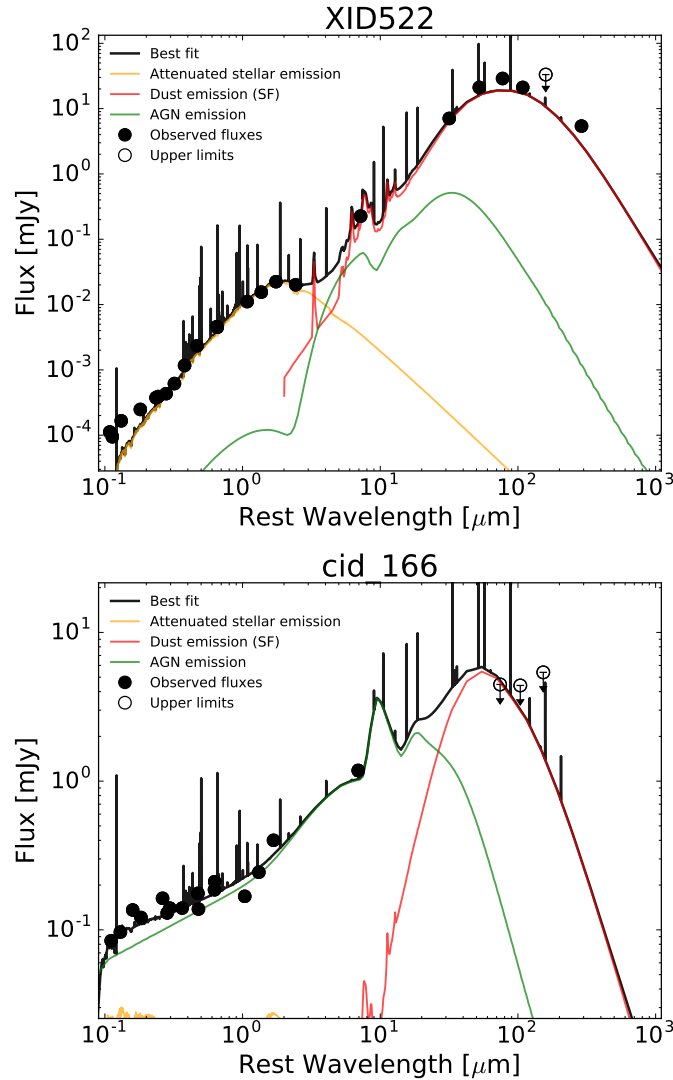 XID522
10^2
10^1
10^0
10^-1
10^-2
10^-3
10^-4
Flux [mJy]
Best fit
Attenuated stellar emission
Dust emission (SF)
AGN emission
Observed fluxes
Upper limits
10^-1 10^0 10^1 10^2 10^3
Rest Wavelength [μm]
cid_166
10^1
10^0
10^-1
Flux [mJy]
Best fit
Attenuated stellar emission
Dust emission (SF)
AGN emission
Observed fluxes
Upper limits
10^-1 10^0 10^1 10^2 10^3
Rest Wavelength [μm]